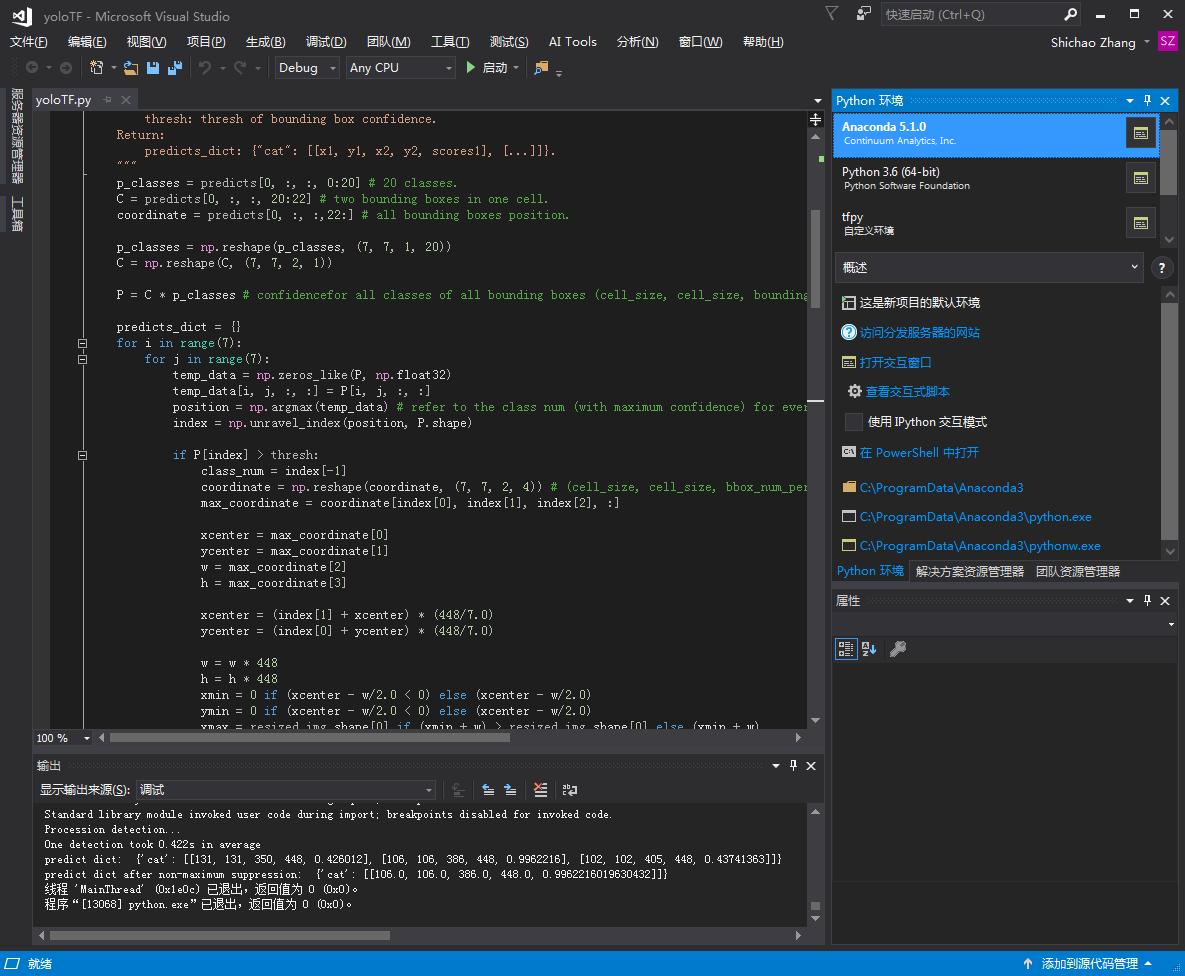 yoloTF - Microsoft Visual Studio
快速启动 (Ctrl+Q)
文件(F) 编辑(E) 视图(V) 项目(P) 生成(B) 调试(D) 团队(M) 工具(T) 测试(S) AI Tools 分析(N) 窗口(W) 帮助(H)
Shichao Zhang SZ
Debug Any CPU 启动
服务器资源管理器
工具箱
yoloTF.py
thresh: thresh of bounding box confidence.
Return:
predicts_dict: {"cat": [[x1, y1, x2, y2, scores1], [...]]}.
"""
p_classes = predicts[0, :, :, 0:20] # 20 classes.
C = predicts[0, :, :, 20:22] # two bounding boxes in one cell.
coordinate = predicts[0, :, :,22:] # all bounding boxes position.
p_classes = np.reshape(p_classes, (7, 7, 1, 20))
C = np.reshape(C, (7, 7, 2, 1))
P = C * p_classes # confidencefor all classes of all bounding boxes (cell_size, cell_size, bounding
predicts_dict = {}
for i in range(7):
for j in range(7):
temp_data = np.zeros_like(P, np.float32)
temp_data[i, j, :, :] = P[i, j, :, :]
position = np.argmax(temp_data) # refer to the class num (with maximum confidence) for ever
index = np.unravel_index(position, P.shape)
if P[index] > thresh:
class_num = index[-1]
coordinate = np.reshape(coordinate, (7, 7, 2, 4)) # (cell_size, cell_size, bbox_num_per
max_coordinate = coordinate[index[0], index[1], index[2], :]
xcenter = max_coordinate[0]
ycenter = max_coordinate[1]
w = max_coordinate[2]
h = max_coordinate[3]
xcenter = (index[1] + xcenter) * (448/7.0)
ycenter = (index[0] + ycenter) * (448/7.0)
w = w * 448
h = h * 448
xmin = 0 if (xcenter - w/2.0 < 0) else (xcenter - w/2.0)
ymin = 0 if (xcenter - w/2.0 < 0) else (xcenter - w/2.0)
xmax = resized_img.shape[0] if (xmin + w) > resized_img.shape[0] else (xmin + w)
100 %
输出
显示输出来源(S): 调试
Standard library module invoked user code during import; breakpoints disabled for invoked code.
Procession detection...
One detection took 0.422s in average
predict dict: {'cat': [[131, 131, 350, 448, 0.426012], [106, 106, 386, 448, 0.9962216], [102, 102, 405, 448, 0.43741363]]}
predict dict after non-maximum suppression: {'cat': [[106.0, 106.0, 386.0, 448.0, 0.9962216019630432]]}
线程 'MainThread' (0x1e0c) 已退出，返回值为 0 (0x0)。
程序“[13068] python.exe”已退出，返回值为 0 (0x0)。
Python 环境
Anaconda 5.1.0
Continuum Analytics, Inc.
Python 3.6 (64-bit)
Python Software Foundation
tfpy
自定义环境
概述
?
这是新项目的默认环境
访问分发服务器的网站
打开交互窗口
查看交互式脚本
使用 IPython 交互模式
在 PowerShell 中打开
C:\ProgramData\Anaconda3
C:\ProgramData\Anaconda3\python.exe
C:\ProgramData\Anaconda3\pythonw.exe
Python 环境 解决方案资源管理器 团队资源管理器
属性
就绪
添加到源代码管理